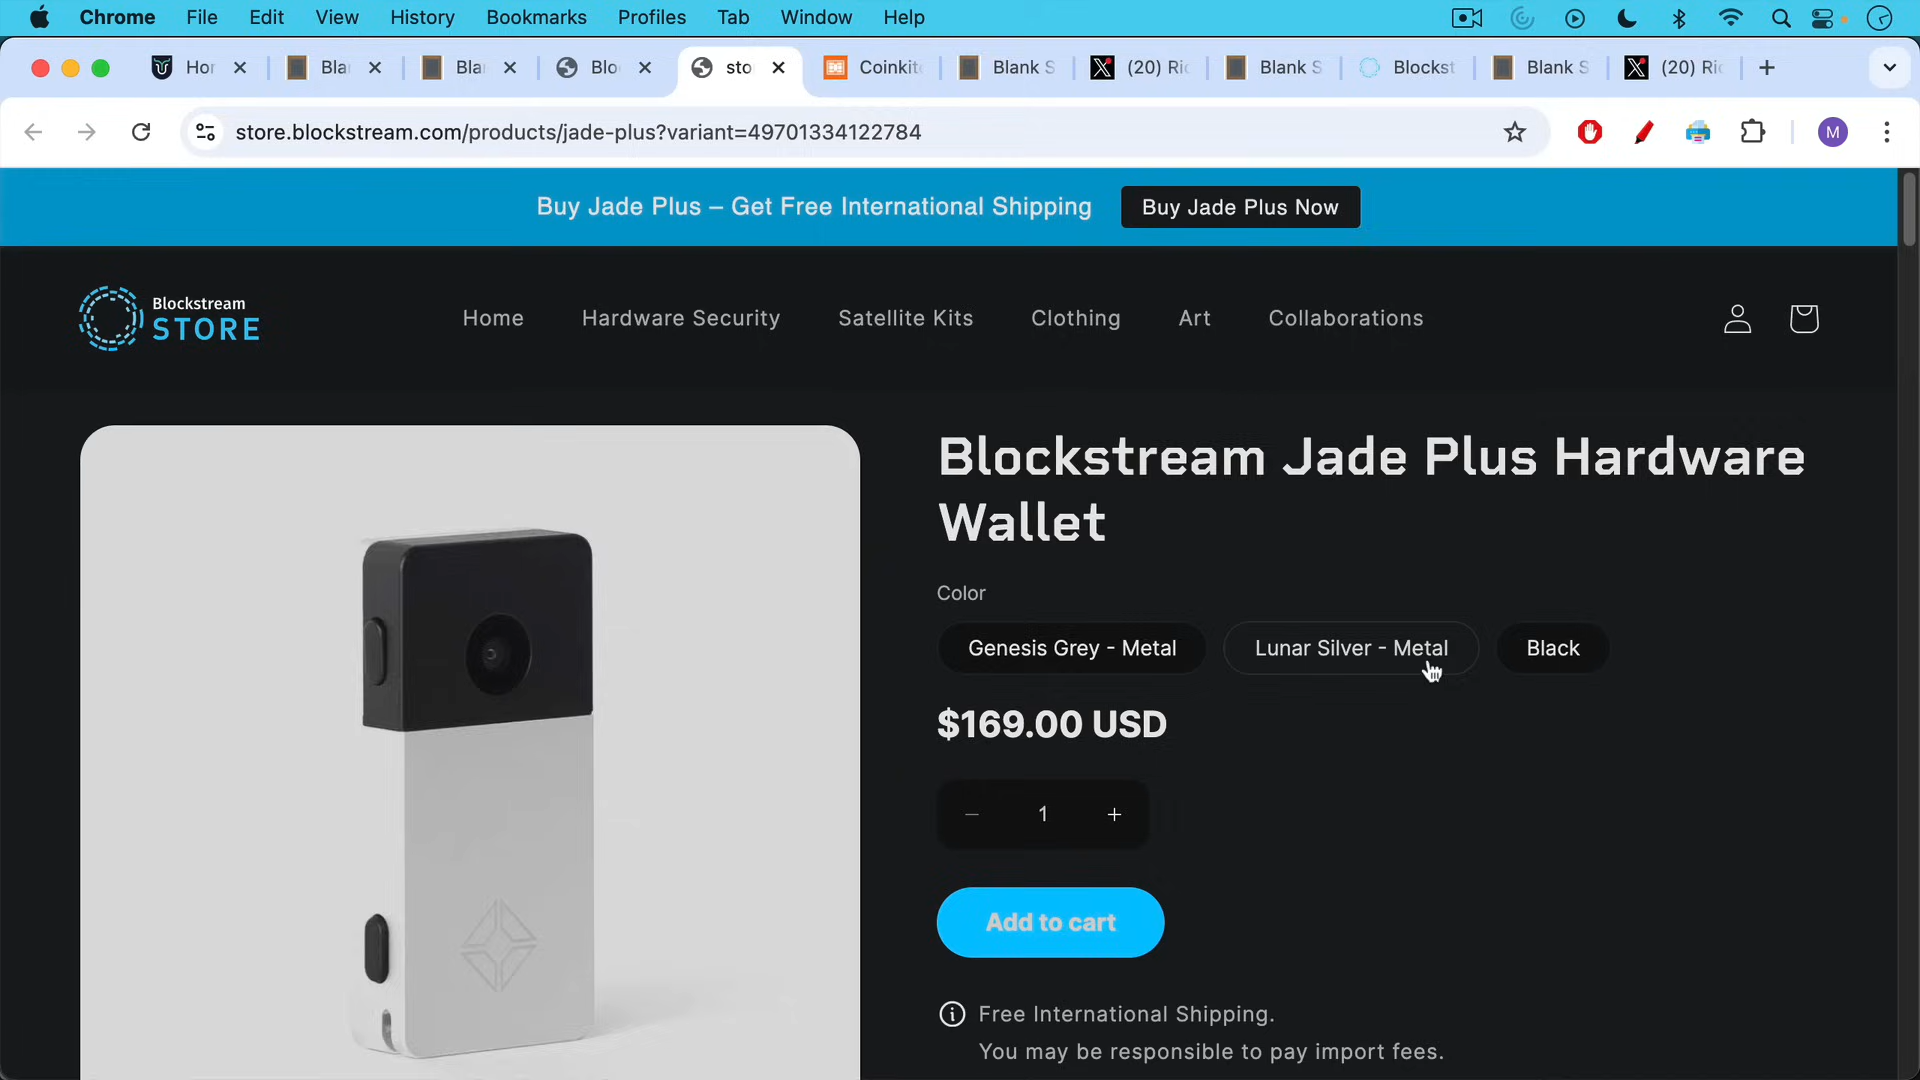 Chrome File Edit View History Bookmarks Profiles Tab Window Help
Hor Bla Bla Blo sto Coinkit Blank S (20) Ric Blank S Blockst Blank S (20) Ric
store.blockstream.com/products/jade-plus?variant=49701334122784
M
Buy Jade Plus – Get Free International Shipping
Buy Jade Plus Now
Blockstream
STORE
Home Hardware Security Satellite Kits Clothing Art Collaborations
Blockstream Jade Plus Hardware
Wallet
Color
Genesis Grey - Metal Lunar Silver - Metal Black
$169.00 USD
− 1 +
Add to cart
Free International Shipping.
You may be responsible to pay import fees.